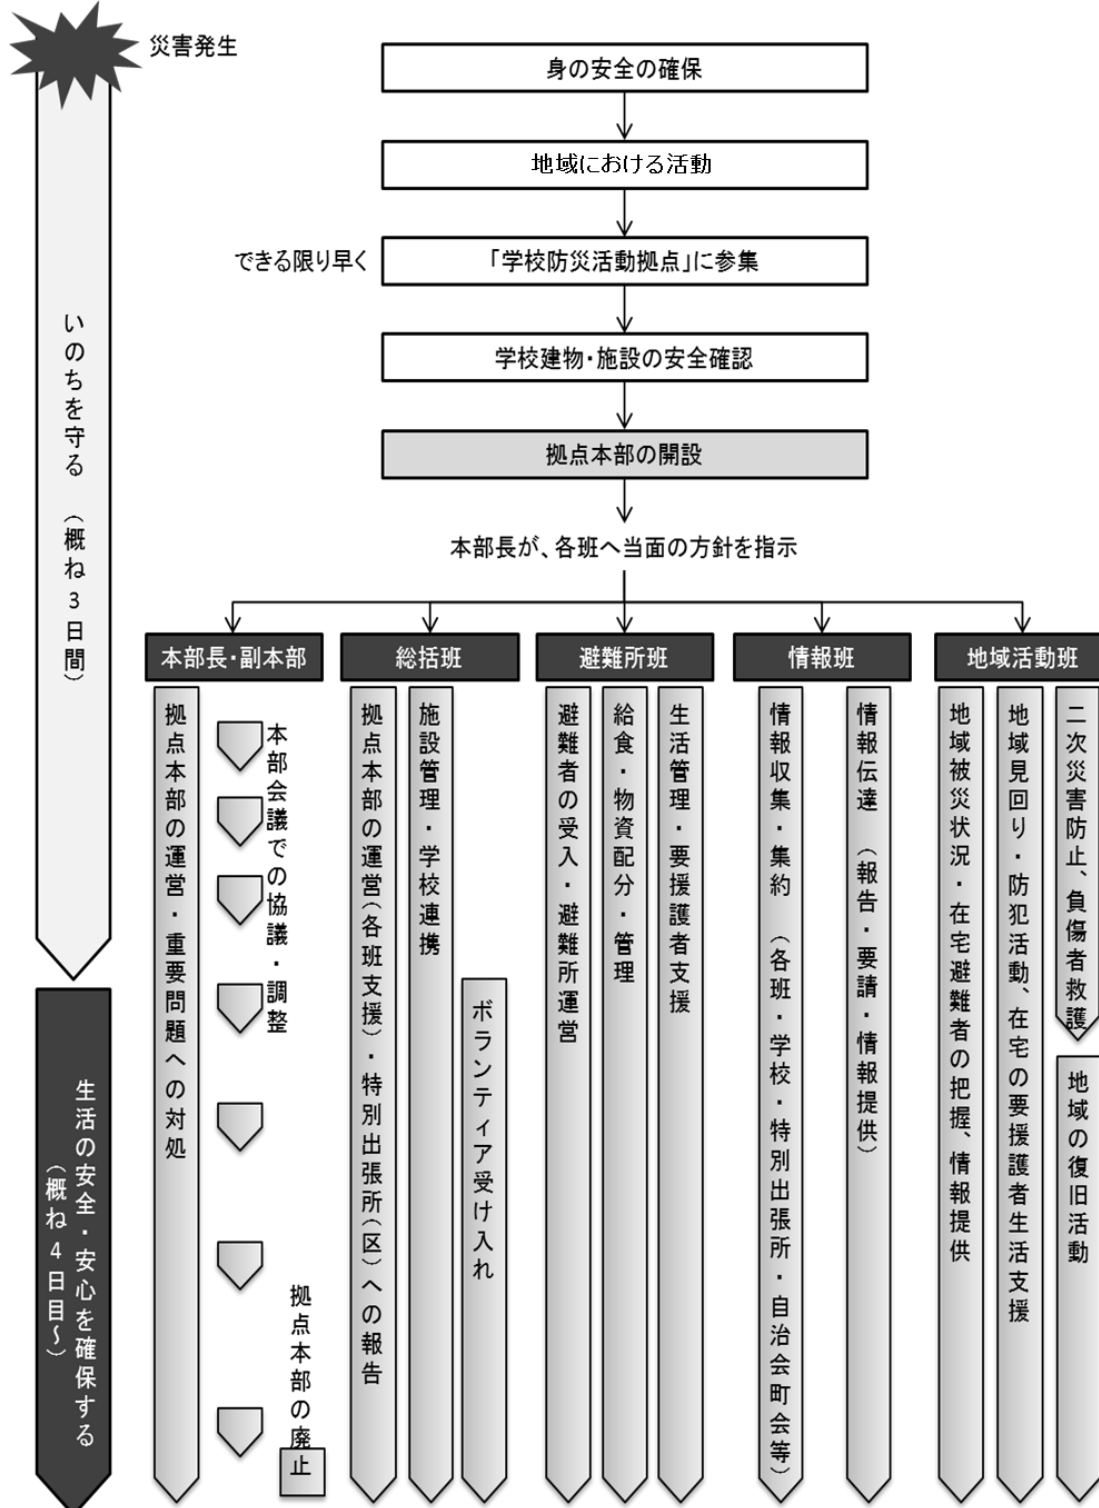 災害発生
身の安全の確保
地域における活動
できる限り早く
「学校防災活動拠点」に参集
学校建物・施設の安全確認
拠点本部の開設
本部長が、各班へ当面の方針を指示
いのちを守る （概ね3日間）
生活の安全・安心を確保する
（概ね4日目～）
本部長・副本部
拠点本部の運営・重要問題への対処
本部会議での協議・調整
拠点本部の廃止
総括班
拠点本部の運営（各班支援）・特別出張所（区）への報告
施設管理・学校連携
ボランティア受け入れ
避難所班
避難者の受入・避難所運営
給食・物資配分・管理
生活管理・要援護者支援
情報班
情報収集・集約 （各班・学校・特別出張所・自治会町会等）
情報伝達 （報告・要請・情報提供）
地域活動班
地域被災状況・在宅避難者の把握、情報提供
地域見回り・防犯活動、在宅の要援護者生活支援
二次災害防止、負傷者救護
地域の復旧活動